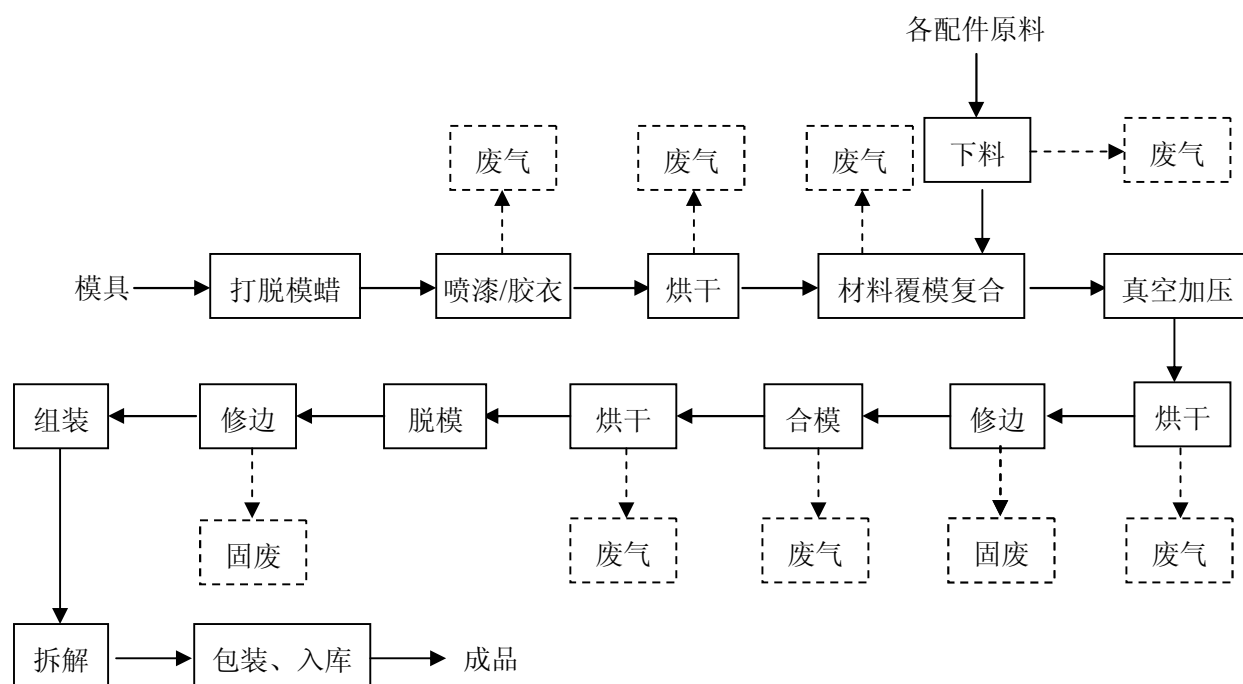 各配件原料
废气
废气
废气
下料
废气
模具
打脱模蜡
喷漆/胶衣
烘干
材料覆模复合
真空加压
组装
修边
脱模
烘干
合模
修边
烘干
固废
废气
废气
固废
废气
拆解
包装、入库
成品